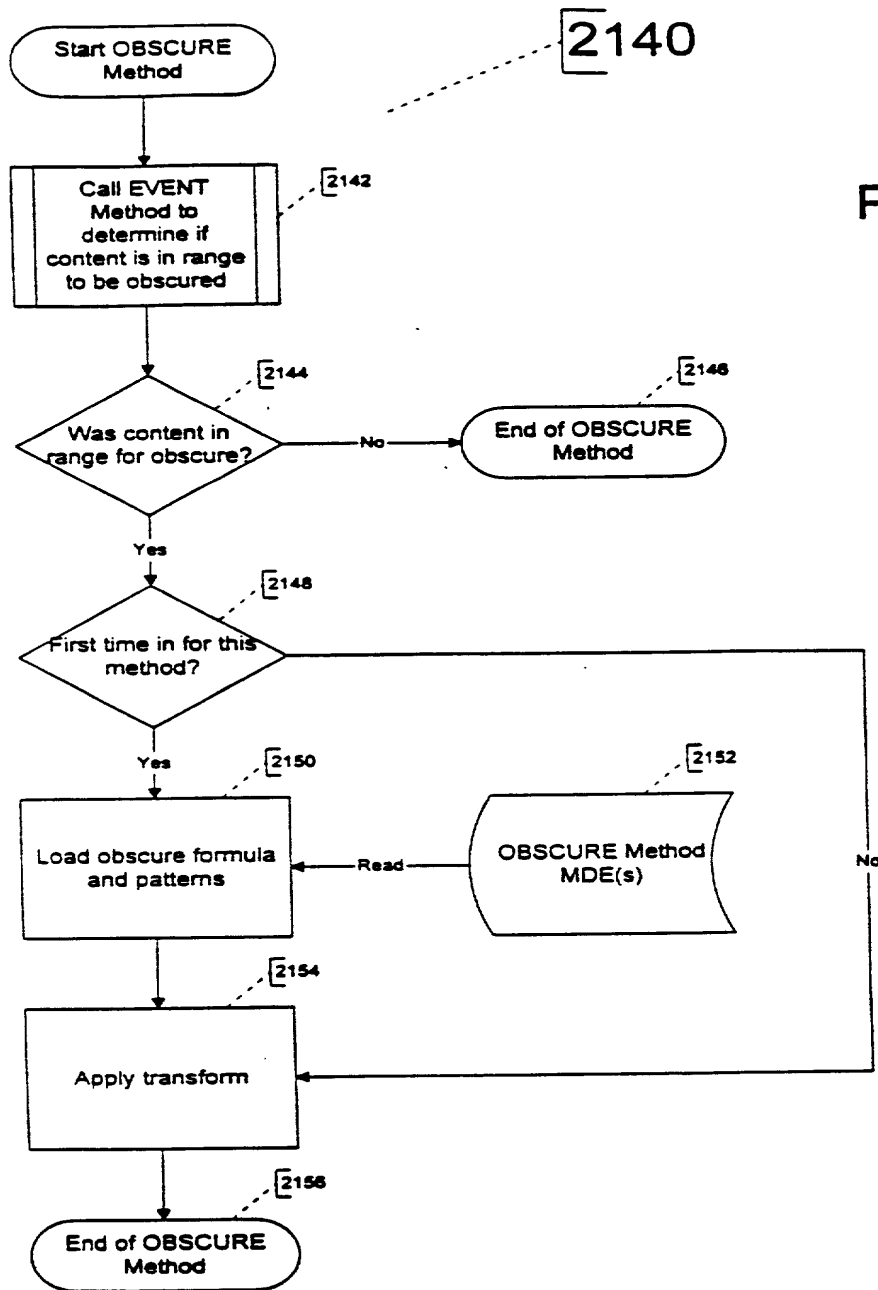 Start OBSCURE
Method
2140
Call EVENT
Method to
determine if
content is in range
to be obscured
2142
F
2144
Was content in
range for obscure?
No
2146
End of OBSCURE
Method
Yes
2148
First time in for this
method?
Yes
2150
2152
Load obscure formula
and patterns
Read
OBSCURE Method
MDE(s)
No
2154
Apply transform
2156
End of OBSCURE
Method